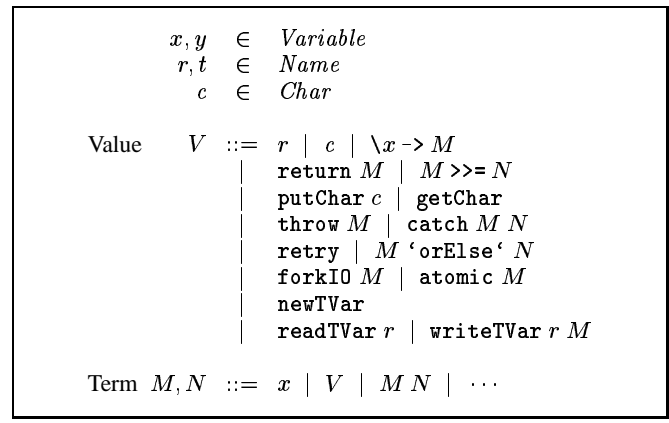 x, y ∈ Variable
r, t ∈ Name
c ∈ Char
Value V ::= r | c | \x -> M
| return M | M >>= N
| putChar c | getChar
| throw M | catch M N
| retry | M ‘orElse‘ N
| forkIO M | atomic M
| newTVar
| readTVar r | writeTVar r M
Term M, N ::= x | V | M N | ···